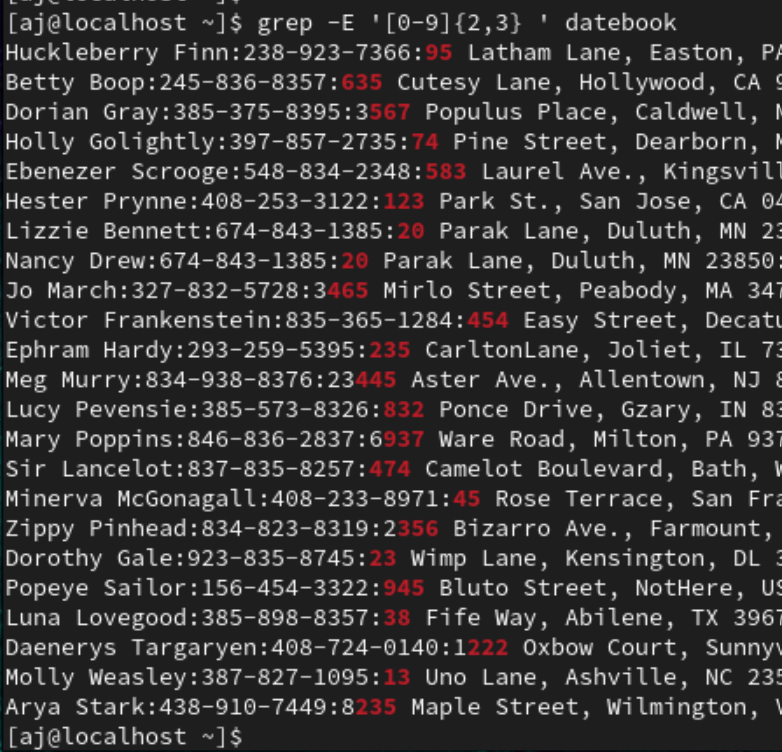 [aj@localhost ~]$ grep -E '[0-9]{2,3} ' datebook
Huckleberry Finn:238-923-7366:95 Latham Lane, Easton, PA
Betty Boop:245-836-8357:635 Cutesy Lane, Hollywood, CA
Dorian Gray:385-375-8395:3567 Populus Place, Caldwell,
Holly Golightly:397-857-2735:74 Pine Street, Dearborn,
Ebenezer Scrooge:548-834-2348:583 Laurel Ave., Kingsvill
Hester Prynne:408-253-3122:123 Park St., San Jose, CA 04
Lizzie Bennett:674-843-1385:20 Parak Lane, Duluth, MN 23
Nancy Drew:674-843-1385:20 Parak Lane, Duluth, MN 23850:
Jo March:327-832-5728:3465 Mirlo Street, Peabody, MA 347
Victor Frankenstein:835-365-1284:454 Easy Street, Decat
Ephram Hardy:293-259-5395:235 CarltonLane, Joliet, IL 73
Meg Murry:834-938-8376:23445 Aster Ave., Allentown, NJ
Lucy Pevensie:385-573-8326:832 Ponce Drive, Gzary, IN 83
Mary Poppins:846-836-2837:6937 Ware Road, Milton, PA 937
Sir Lancelot:837-835-8257:474 Camelot Boulevard, Bath,
Minerva McGonagall:408-233-8971:45 Rose Terrace, San Fr
Zippy Pinhead:834-823-8319:2356 Bizarro Ave., Farmount,
Dorothy Gale:923-835-8745:23 Wimp Lane, Kensington, DL
Popeye Sailor:156-454-3322:945 Bluto Street, NotHere, US
Luna Lovegood:385-898-8357:38 Fife Way, Abilene, TX 396
Daenerys Targaryen:408-724-0140:1222 Oxbow Court, Sunny
Molly Weasley:387-827-1095:13 Uno Lane, Ashville, NC 235
Arya Stark:438-910-7449:8235 Maple Street, Wilmington,
[aj@localhost ~]$